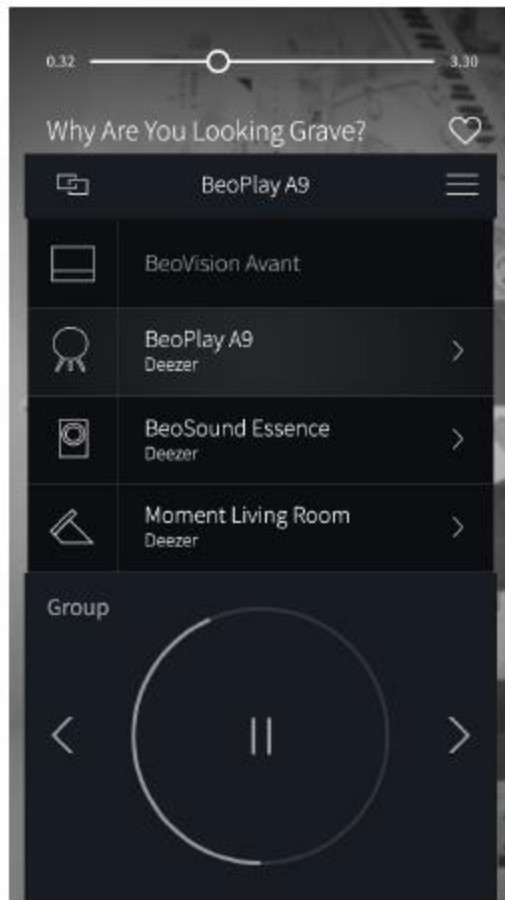 0.32
3.30
Why Are You Looking Grave?
BeoPlay A9
BeoVision Avant
BeoPlay A9
Deezer
BeoSound Essence
Deezer
Moment Living Room
Deezer
Group